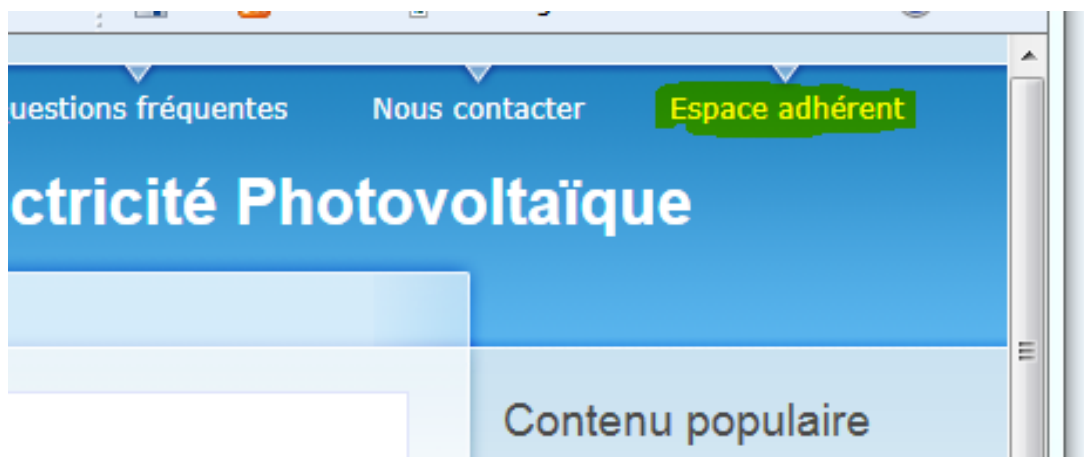 uestions fréquentes Nous contacter Espace adhérent
ctricité Photovoltaïque
Contenu populaire